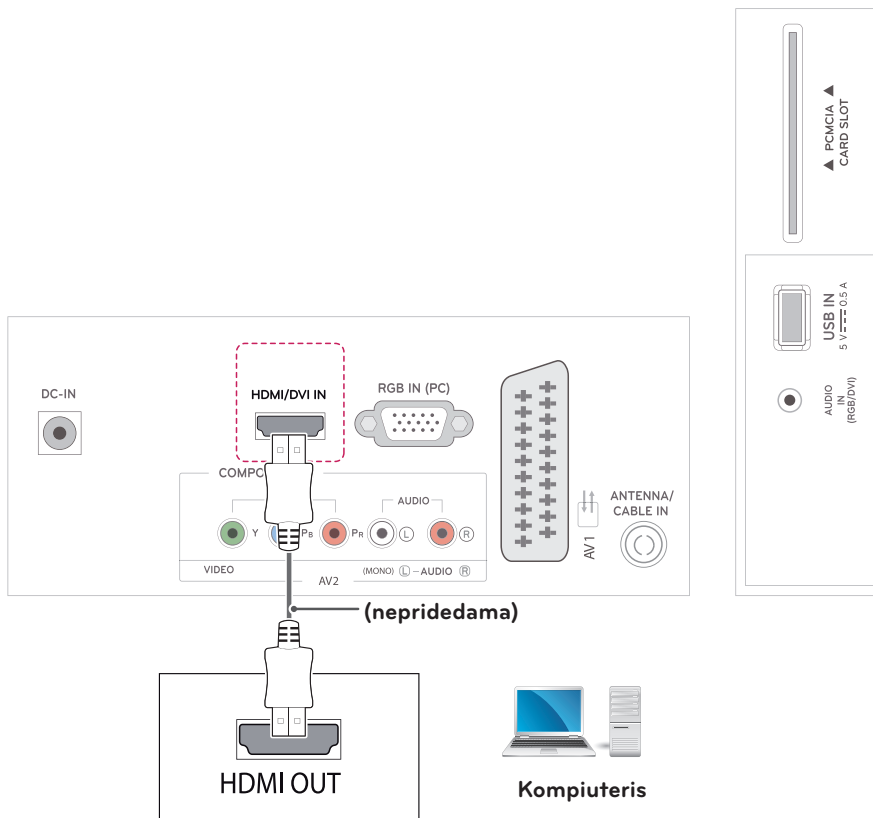 ▲ PCMCIA ▲
CARD SLOT
USB IN
5 V 0.5 A
AUDIO
IN
(RGB/DVI)
DC-IN
HDMI/DVI IN
RGB IN (PC)
COMPO
AUDIO
Y
PB
PR
L
R
VIDEO
AV2
(MONO) L - AUDIO R
AV1
ANTENNA/
CABLE IN
(nepridedama)
HDMI OUT
Kompiuteris